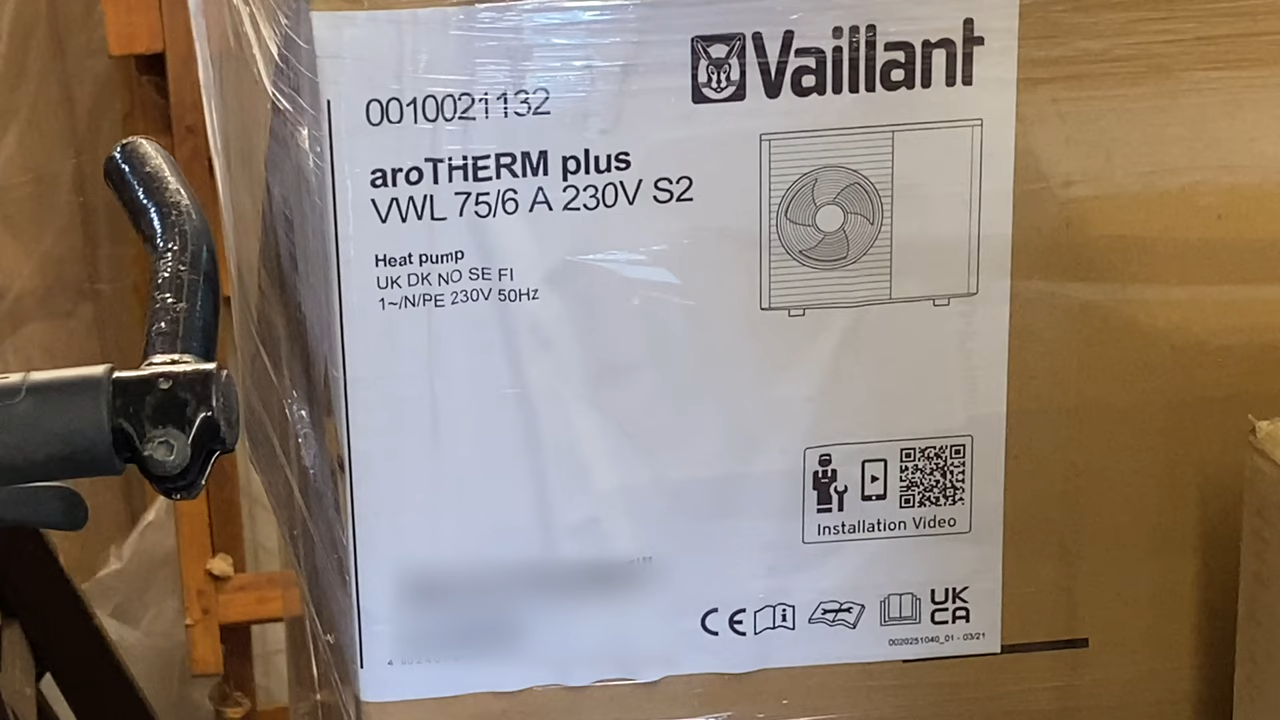 Vaillant
0010021132
aroTHERM plus
VWL 75/6 A 230V S2
Heat pump
UK DK NO SE FI
1~/N/PE 230V 50Hz
Installation Video
CE
UK
CA
0020251040_01 - 03/21